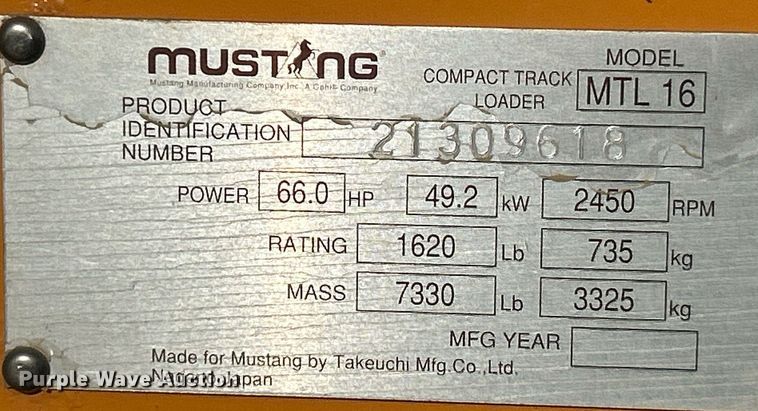 MUSTANG®
Mustang Manufacturing Company Inc. A Gehl® Company
COMPACT TRACK LOADER
MODEL
MTL 16
PRODUCT
IDENTIFICATION
NUMBER
21309618
POWER 66.0 HP 49.2 kW 2450 RPM
RATING 1620 Lb 735 kg
MASS 7330 Lb 3325 kg
MFG YEAR
Made for Mustang by Takeuchi Mfg.Co.,Ltd.
Nagano Japan
Purple Wave Auction